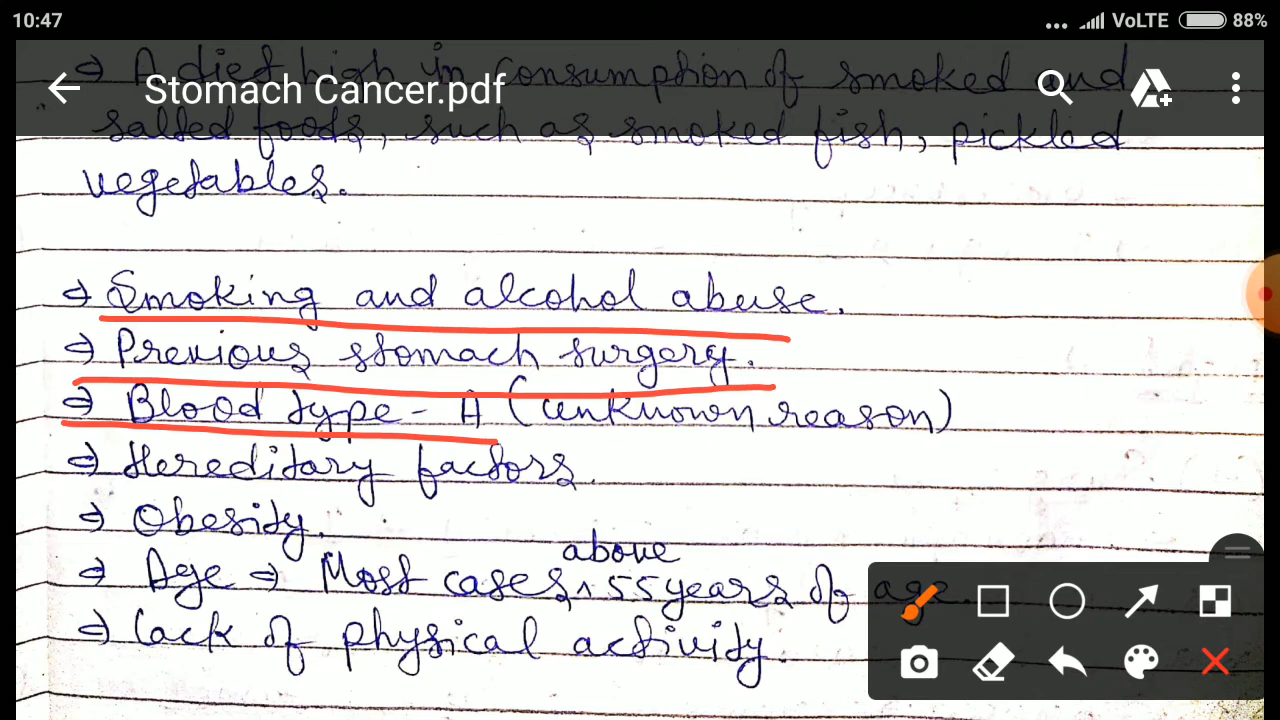 10:47 ... VoLTE 88%
⇒ A diet high in consumption of smoked and
Stomach Cancer.pdf
salted foods, such as smoked fish, pickled
vegetables.
⇒ Smoking and alcohol abuse.
⇒ Previous stomach surgery.
⇒ Blood type - A (unknown reason)
⇒ Hereditary factors.
⇒ Obesity.
above
⇒ Age ⇒ Most cases ^ 55 years of age.
⇒ Lack of physical activity.